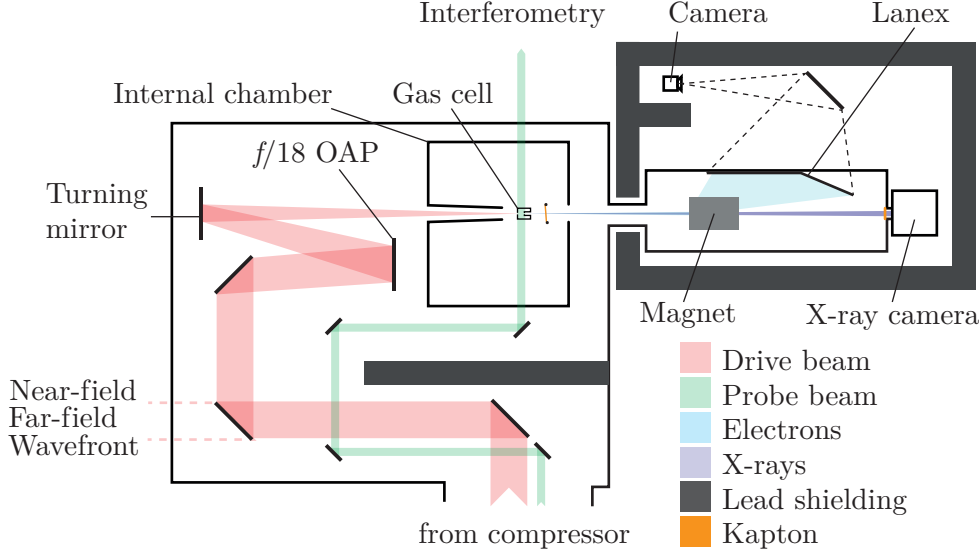 Interferometry
Camera
Lanex
Internal chamber
Gas cell
f/18 OAP
Turning
mirror
Magnet
X-ray camera
Near-field
Far-field
Wavefront
from compressor
Drive beam
Probe beam
Electrons
X-rays
Lead shielding
Kapton